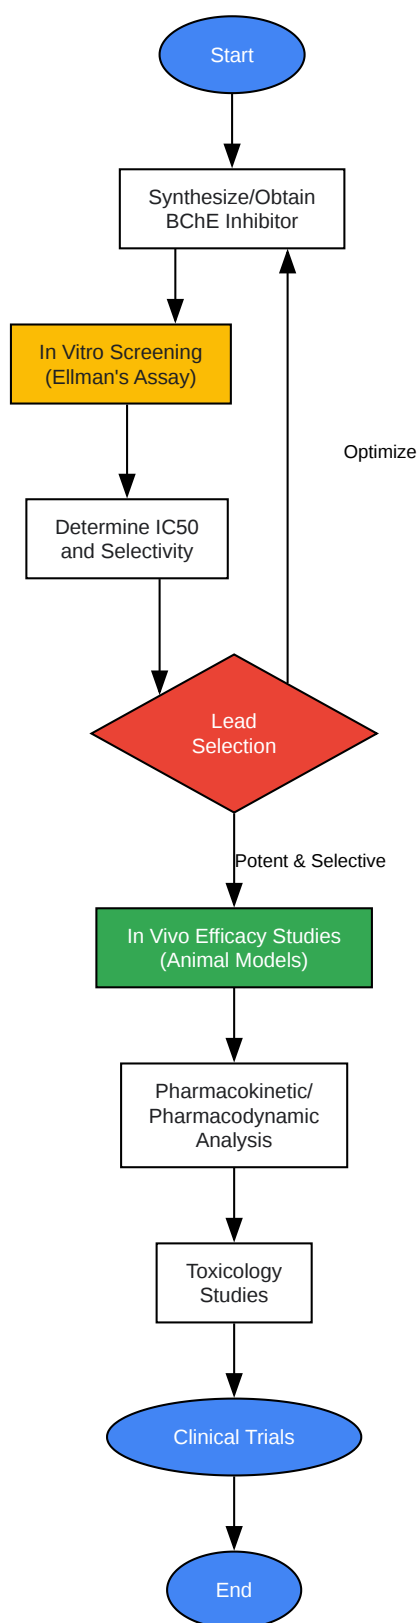 Start
Synthesize/Obtain
BChE Inhibitor
In Vitro Screening
(Ellman's Assay)
Optimize
Determine IC50
and Selectivity
Lead
Selection
Potent & Selective
In Vivo Efficacy Studies
(Animal Models)
Pharmacokinetic/
Pharmacodynamic
Analysis
Toxicology
Studies
Clinical Trials
End